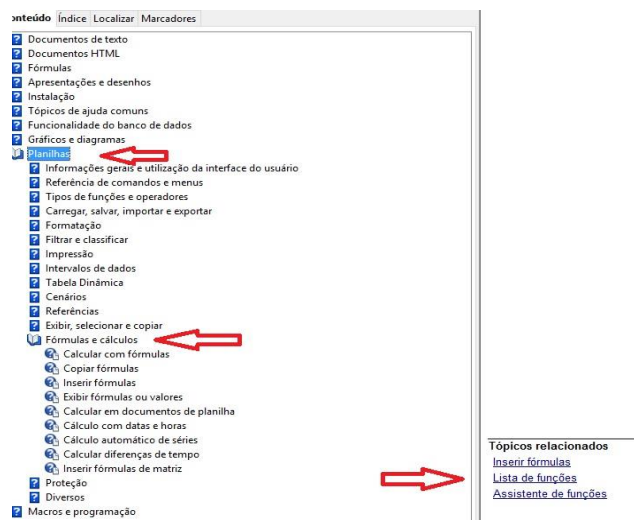 onteúdo Índice Localizar Marcadores
Documentos de texto
Documentos HTML
Fórmulas
Apresentações e desenhos
Instalação
Tópicos de ajuda comuns
Funcionalidade do banco de dados
Gráficos e diagramas
Planilhas
Informações gerais e utilização da interface do usuário
Referência de comandos e menus
Tipos de funções e operadores
Carregar, salvar, importar e exportar
Formatação
Filtrar e classificar
Impressão
Intervalos de dados
Tabela Dinâmica
Cenários
Referências
Exibir, selecionar e copiar
Fórmulas e cálculos
Calcular com fórmulas
Copiar fórmulas
Inserir fórmulas
Exibir fórmulas ou valores
Calcular em documentos de planilha
Cálculo com datas e horas
Cálculo automático de séries
Calcular diferenças de tempo
Inserir fórmulas de matriz
Proteção
Diversos
Macros e programação
Tópicos relacionados
Inserir fórmulas
Lista de funções
Assistente de funções